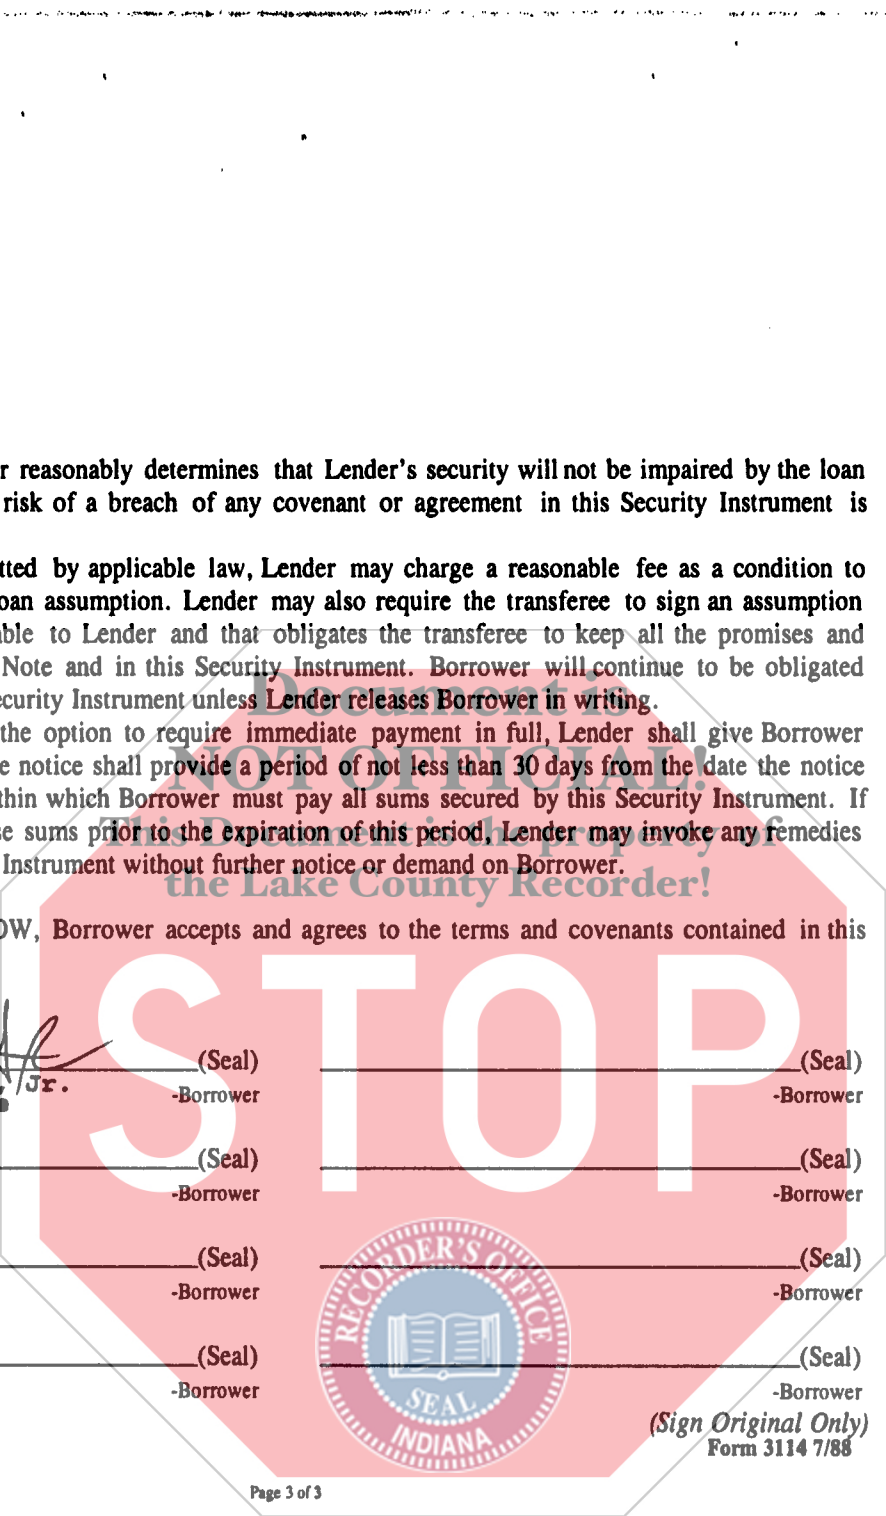 r reasonably determines that Lender's security will not be impaired by the loan
risk of a breach of any covenant or agreement in this Security Instrument is
tted by applicable law, Lender may charge a reasonable fee as a condition to
oan assumption. Lender may also require the transferee to sign an assumption
able to Lender and that obligates the transferee to keep all the promises and
Note and in this Security Instrument. Borrower will continue to be obligated
ecurity Instrument unless Lender releases Borrower in writing.
Document is
the option to require immediate payment in full, Lender shall give Borrower
NOT OFFICIAL!
e notice shall provide a period of not less than 30 days from the date the notice
thin which Borrower must pay all sums secured by this Security Instrument. If
This Document is the property of
se sums prior to the expiration of this period, Lender may invoke any remedies
Instrument without further notice or demand on Borrower.
the Lake County Recorder!
OW, Borrower accepts and agrees to the terms and covenants contained in this
STOP
(Seal) (Seal)
Jr.
-Borrower -Borrower
(Seal) (Seal)
-Borrower -Borrower
(Seal) (Seal)
-Borrower -Borrower
RECORDER'S OFFICE
SEAL
INDIANA
(Seal) (Seal)
-Borrower -Borrower
(Sign Original Only)
Form 3114 7/88
Page 3 of 3